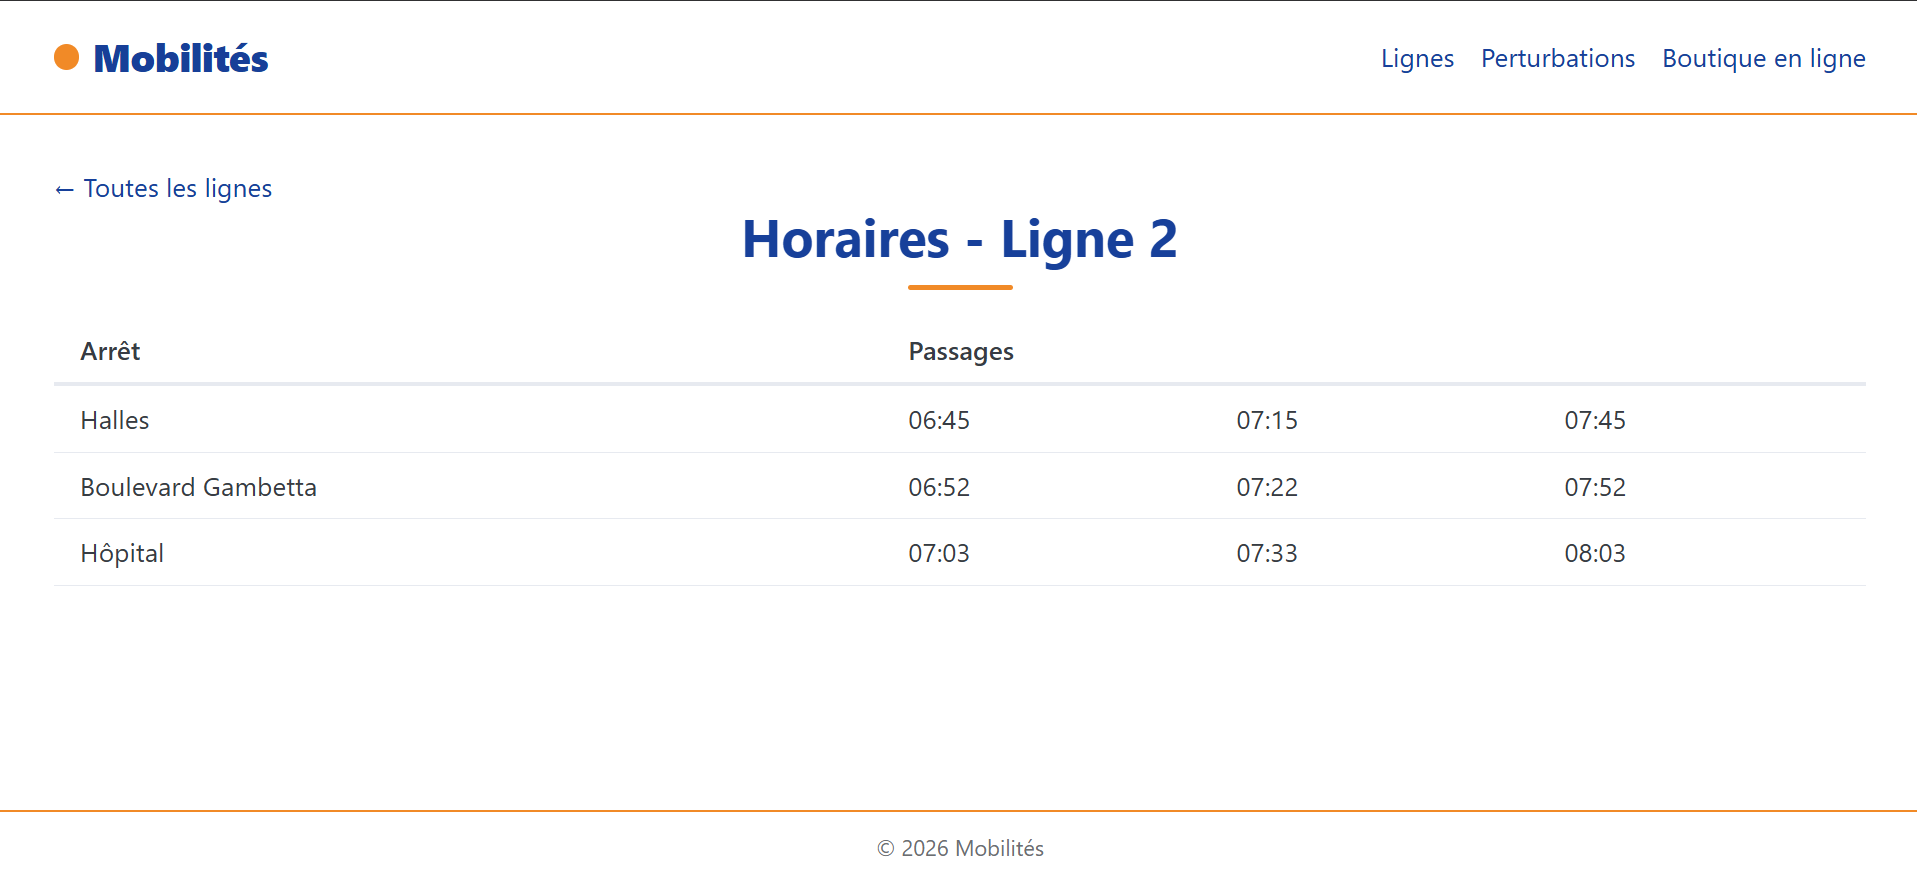 Mobilités
Lignes Perturbations Boutique en ligne
← Toutes les lignes
Horaires - Ligne 2
Arrêt Passages
Halles 06:45 07:15 07:45
Boulevard Gambetta 06:52 07:22 07:52
Hôpital 07:03 07:33 08:03
© 2026 Mobilités